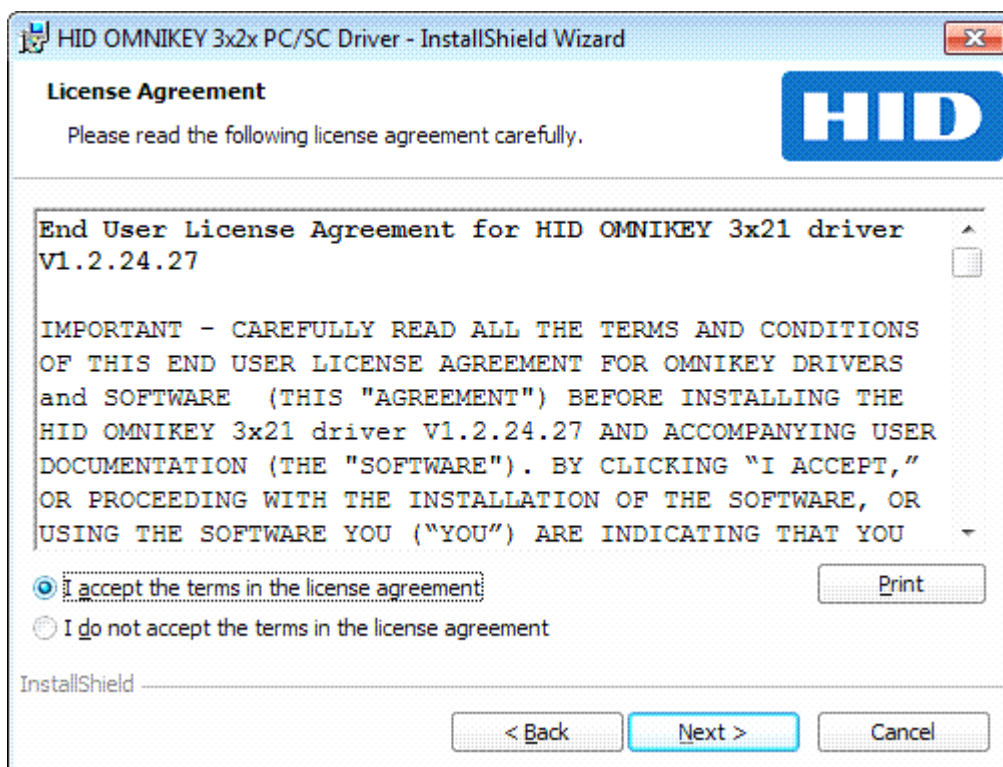 HID OMNIKEY 3x2x PC/SC Driver - InstallShield Wizard
License Agreement
Please read the following license agreement carefully.
HID
End User License Agreement for HID OMNIKEY 3x21 driver
V1.2.24.27
IMPORTANT - CAREFULLY READ ALL THE TERMS AND CONDITIONS
OF THIS END USER LICENSE AGREEMENT FOR OMNIKEY DRIVERS
and SOFTWARE  (THIS "AGREEMENT") BEFORE INSTALLING THE
HID OMNIKEY 3x21 driver V1.2.24.27 AND ACCOMPANYING USER
DOCUMENTATION (THE "SOFTWARE"). BY CLICKING “I ACCEPT,”
OR PROCEEDING WITH THE INSTALLATION OF THE SOFTWARE, OR
USING THE SOFTWARE YOU (“YOU”) ARE INDICATING THAT YOU
I accept the terms in the license agreement
Print
I do not accept the terms in the license agreement
InstallShield
< Back
Next >
Cancel